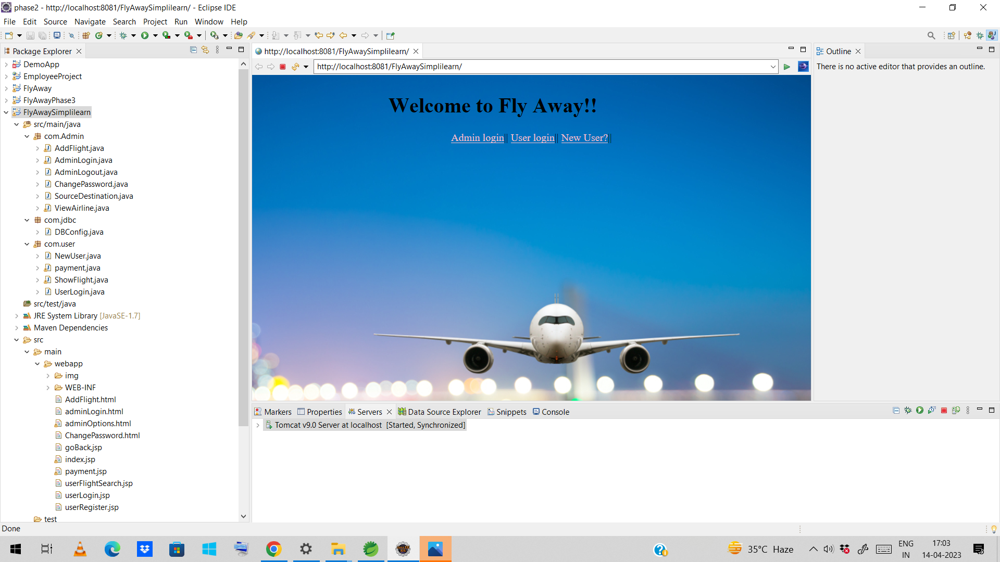 phase2 - http://localhost:8081/FlyAwaySimplilearn/ - Eclipse IDE
File Edit Source Navigate Search Project Run Window Help
Package Explorer
http://localhost:8081/FlyAwaySimplilearn/
Outline
http://localhost:8081/FlyAwaySimplilearn/
There is no active editor that provides an outline.
DemoApp
EmployeeProject
FlyAway
FlyAwayPhase3
FlyAwaySimplilearn
src/main/java
com.Admin
AddFlight.java
AdminLogin.java
AdminLogout.java
ChangePassword.java
SourceDestination.java
ViewAirline.java
com.jdbc
DBConfig.java
com.user
NewUser.java
payment.java
ShowFlight.java
UserLogin.java
src/test/java
JRE System Library [JavaSE-1.7]
Maven Dependencies
src
main
webapp
img
WEB-INF
AddFlight.html
adminLogin.html
adminOptions.html
ChangePassword.html
goBack.jsp
index.jsp
payment.jsp
userFlightSearch.jsp
userLogin.jsp
userRegister.jsp
test
Welcome to Fly Away!!
Admin login|| User login|| New User?||
Markers Properties Servers Data Source Explorer Snippets Console
Tomcat v9.0 Server at localhost [Started, Synchronized]
Done
35°C Haze
ENG
IN
17:03
14-04-2023